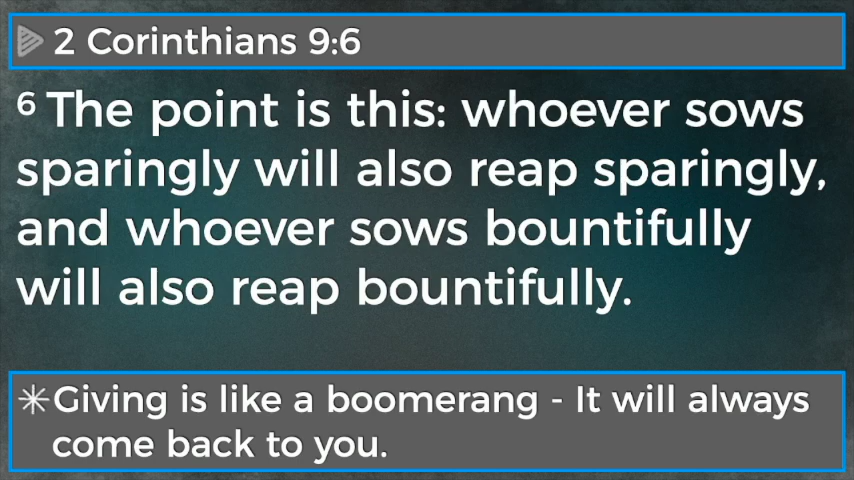 2 Corinthians 9:6
6 The point is this: whoever sows
sparingly will also reap sparingly,
and whoever sows bountifully
will also reap bountifully.
Giving is like a boomerang - It will always
come back to you.